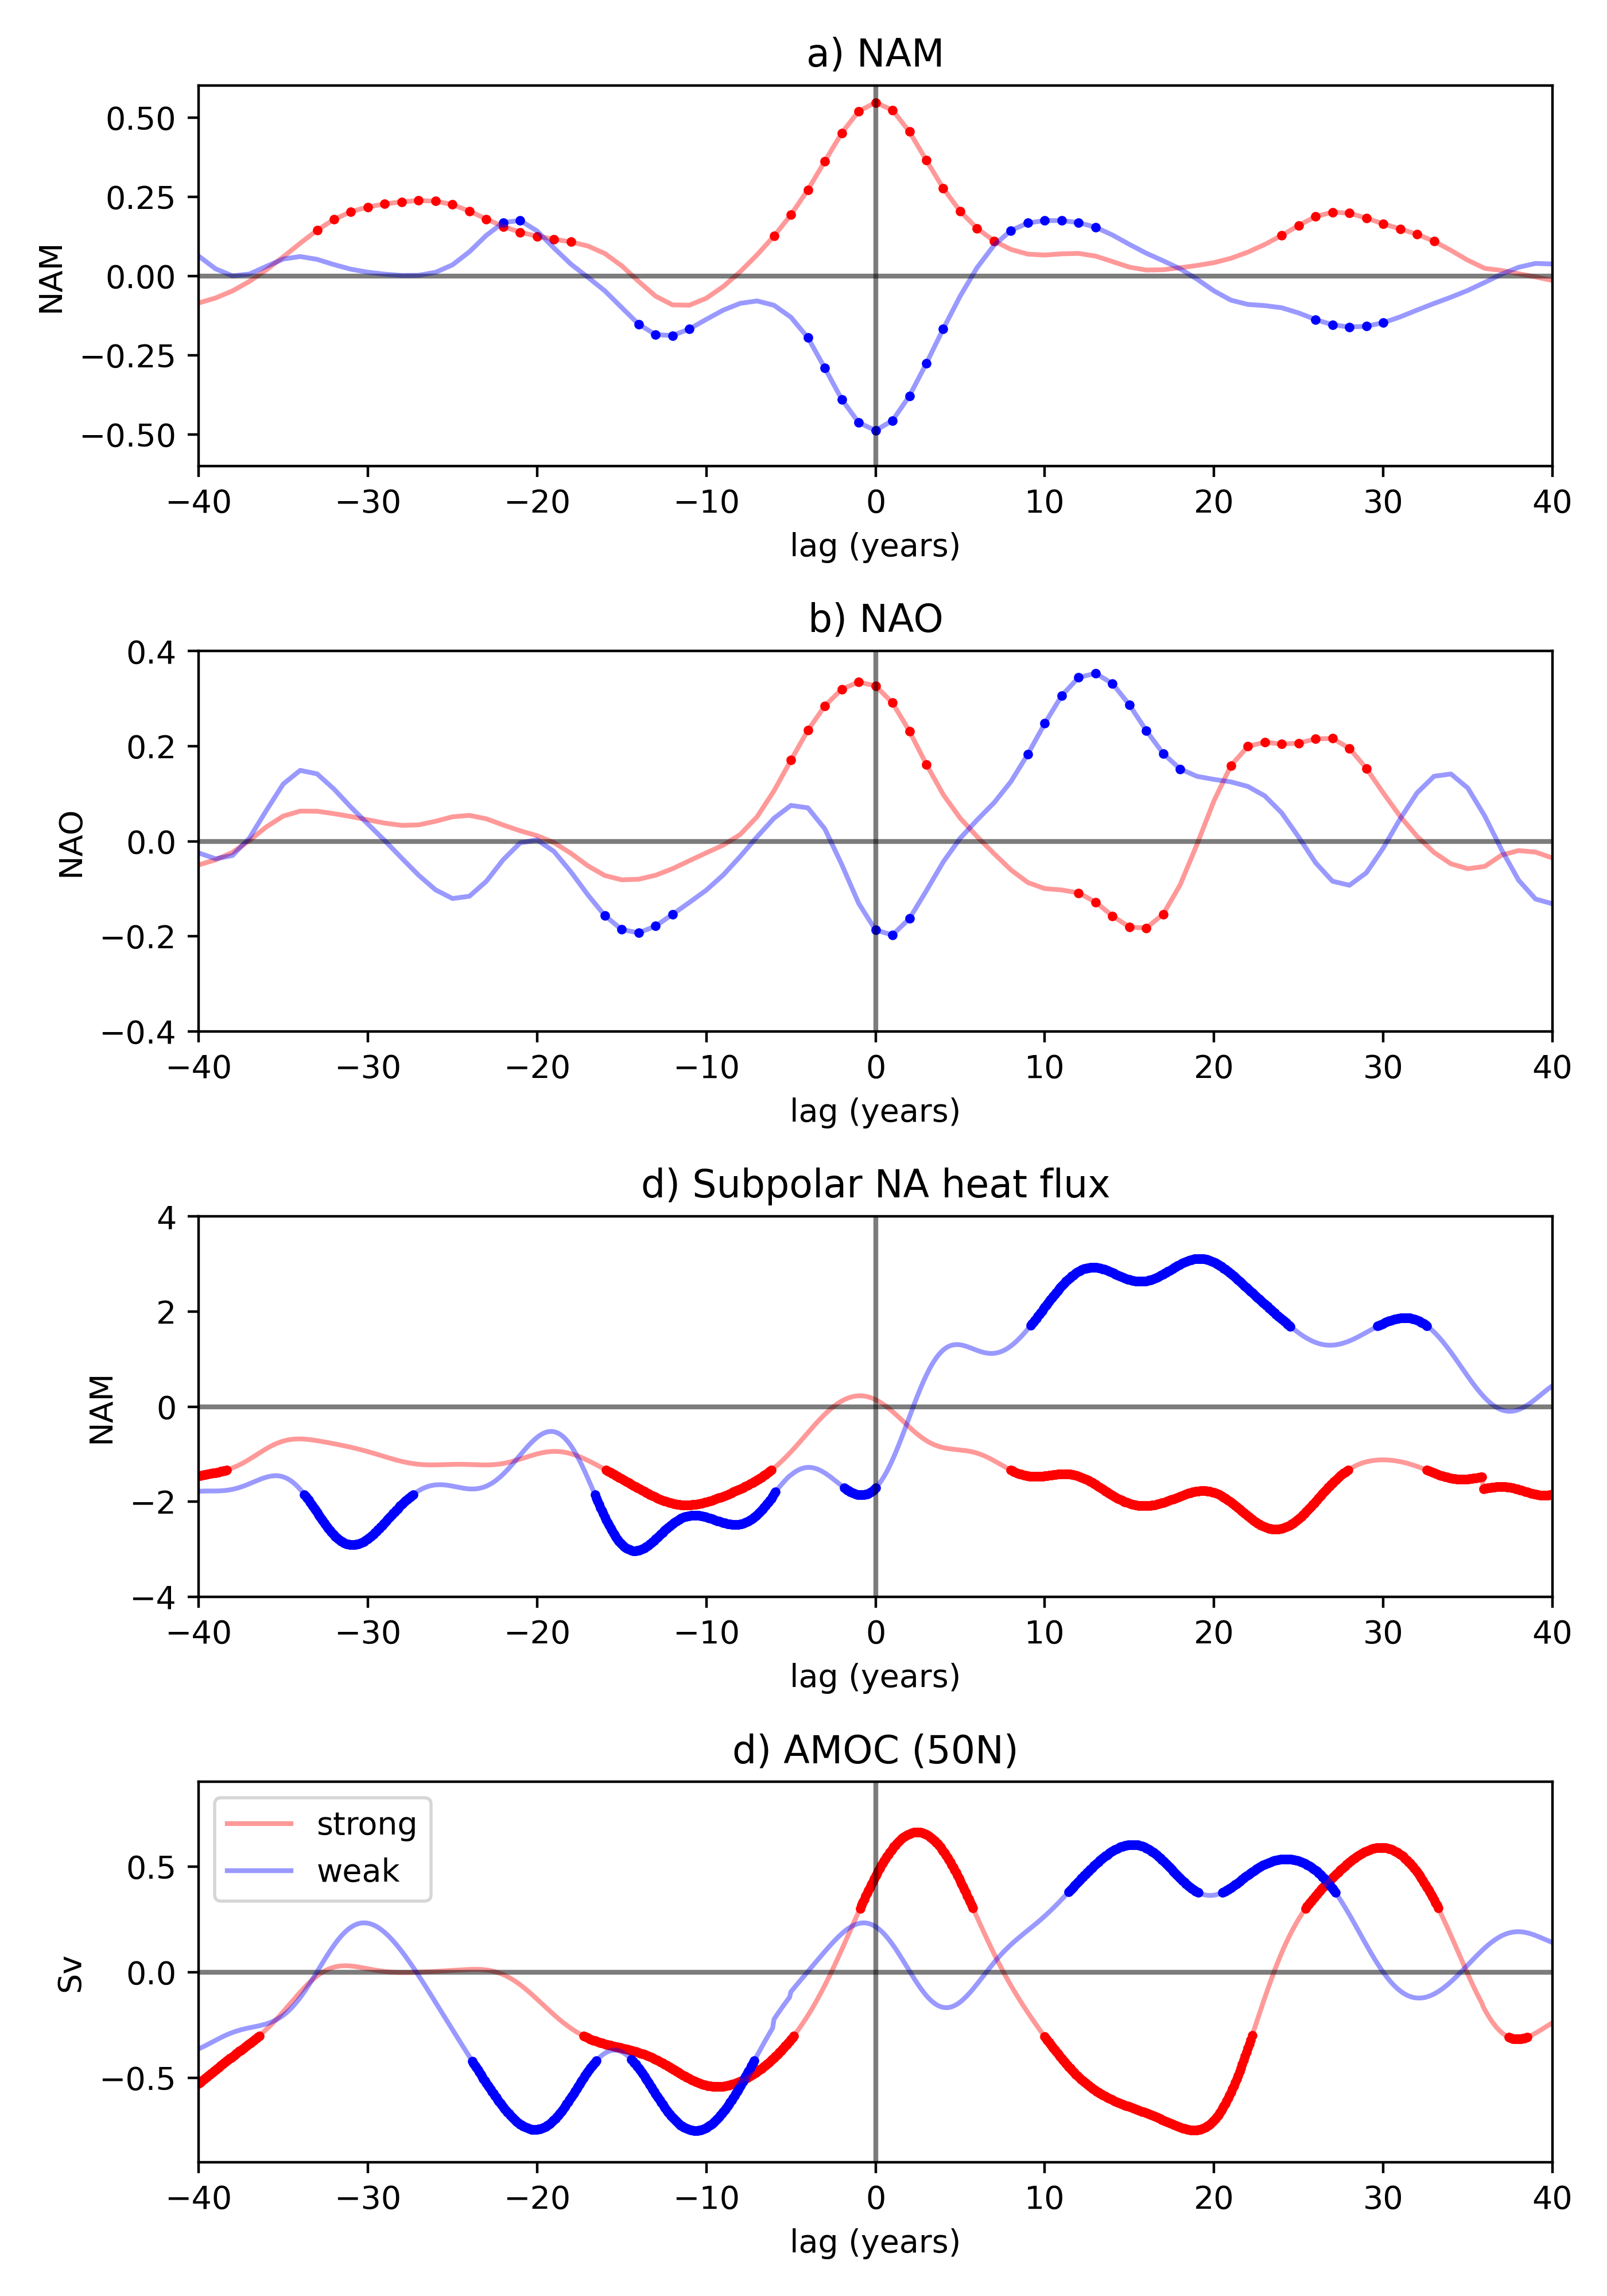 a) NAM
NAM
0.50
0.25
0.00
−0.25
−0.50
−40 −30 −20 −10 0 10 20 30 40
lag (years)
b) NAO
NAO
0.4
0.2
0.0
−0.2
−0.4
−40 −30 −20 −10 0 10 20 30 40
lag (years)
d) Subpolar NA heat flux
NAM
4
2
0
−2
−4
−40 −30 −20 −10 0 10 20 30 40
lag (years)
d) AMOC (50N)
strong
weak
Sv
0.5
0.0
−0.5
−40 −30 −20 −10 0 10 20 30 40
lag (years)